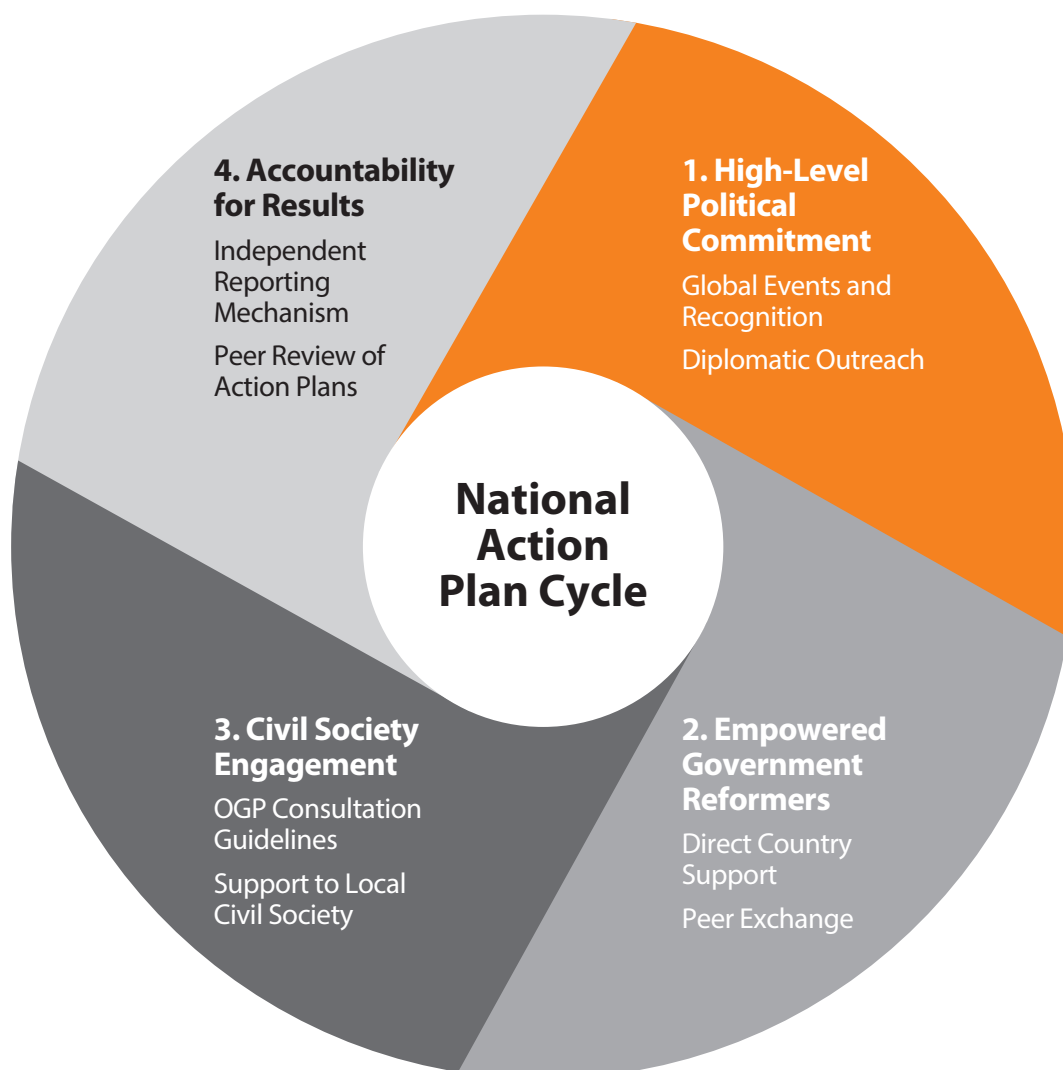 1. High-Level
Political
Commitment
Global Events and
Recognition
Diplomatic Outreach
2. Empowered
Government
Reformers
Direct Country
Support
Peer Exchange
3. Civil Society
Engagement
OGP Consultation
Guidelines
Support to Local
Civil Society
4. Accountability
for Results
Independent
Reporting
Mechanism
Peer Review of
Action Plans
National
Action
Plan Cycle